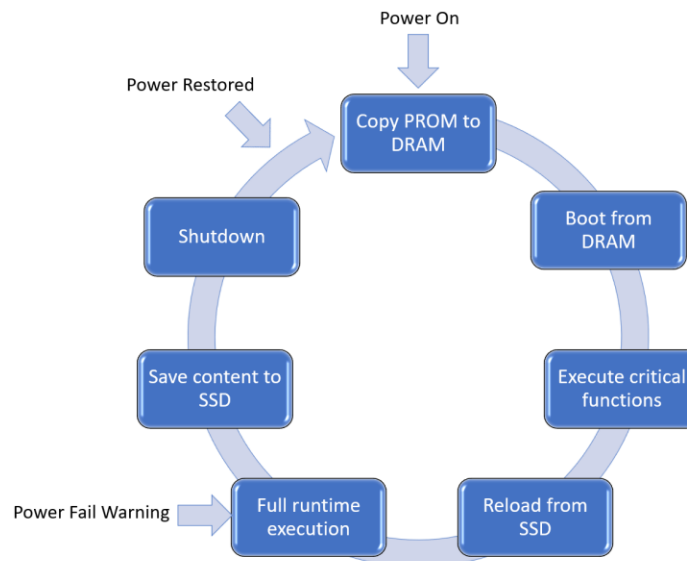 Power On
Power Restored
Copy PROM to
DRAM
Shutdown
Boot from
DRAM
Save content to
SSD
Execute critical
functions
Power Fail Warning
Full runtime
execution
Reload from
SSD